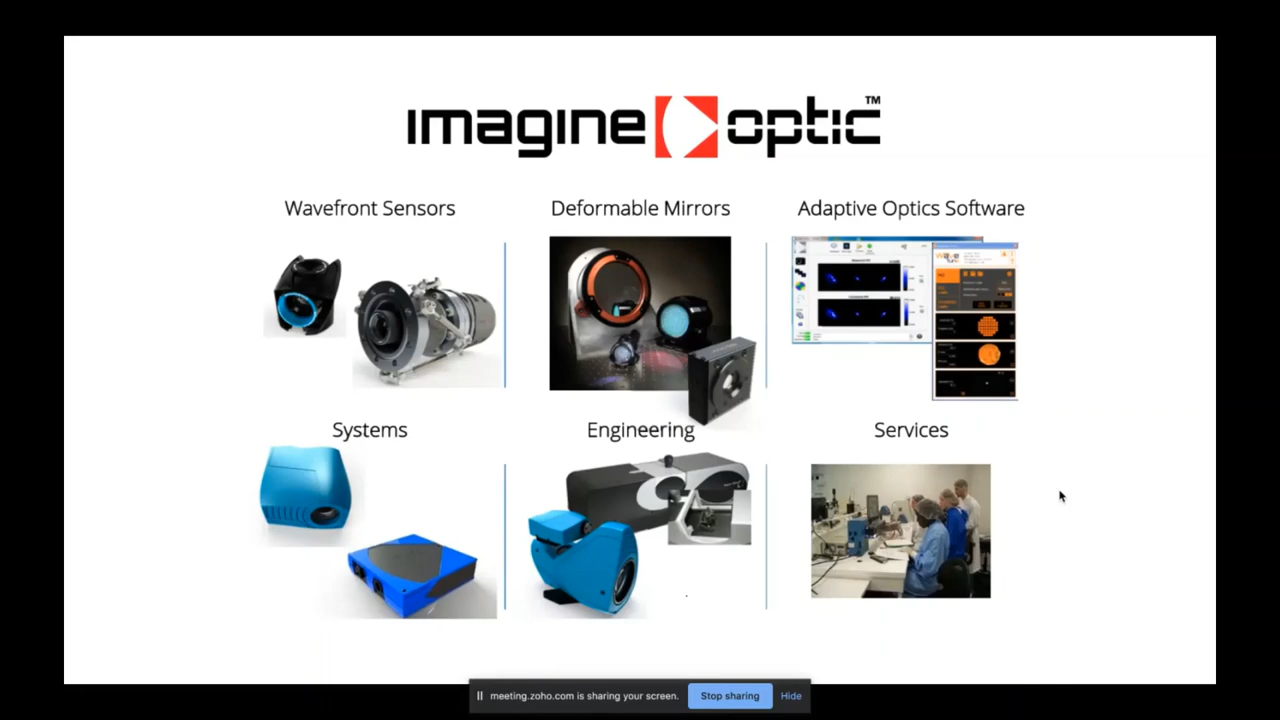 imagine optic™
Wavefront Sensors
Deformable Mirrors
Adaptive Optics Software
wave
Systems
Engineering
Services
meeting.zoho.com is sharing your screen.
Stop sharing
Hide